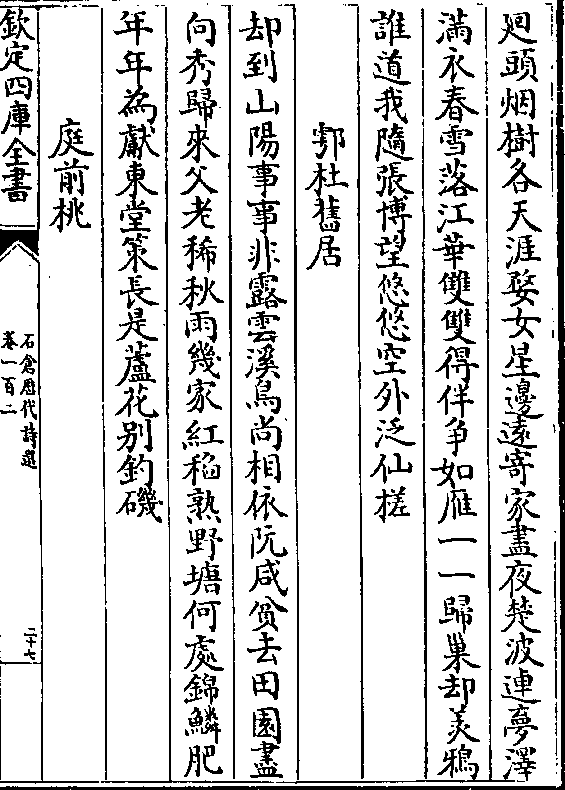 廻頭烟樹各天涯婺女星邊遠寄家盡夜楚波連夢澤
滿衣春雪落江華雙雙得伴争如雁一一歸巢却羡鴉
誰道我隨張博望悠悠空外泛仙槎
鄠杜舊居
却到山陽事事非露雲溪鳥尚相依阮咸貧去田園盡
向秀歸來父老稀秋雨幾家紅稻熟野塘何處錦鱗肥
年年為獻東堂策長是蘆花别釣磯
庭前桃
欽定四庫全書
石倉歴代詩選
卷一百二
二十七